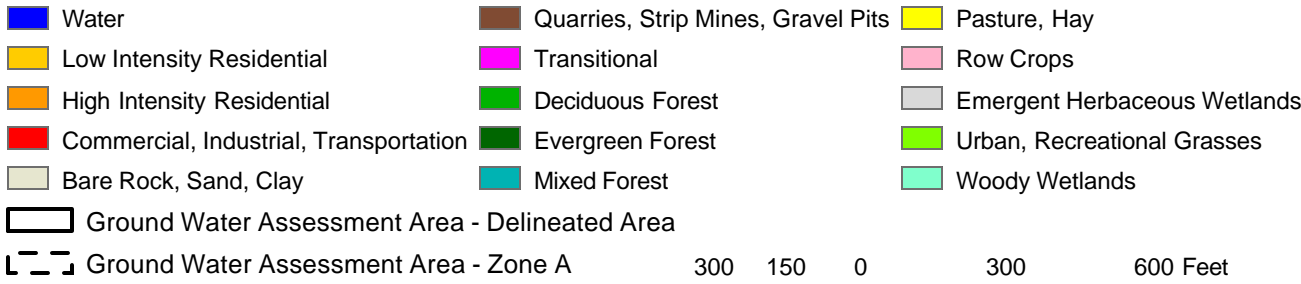 Water
Quarries, Strip Mines, Gravel Pits
Pasture, Hay
Low Intensity Residential
Transitional
Row Crops
High Intensity Residential
Deciduous Forest
Emergent Herbaceous Wetlands
Commercial, Industrial, Transportation
Evergreen Forest
Urban, Recreational Grasses
Bare Rock, Sand, Clay
Mixed Forest
Woody Wetlands
Ground Water Assessment Area - Delineated Area
Ground Water Assessment Area - Zone A
300 150 0 300 600 Feet